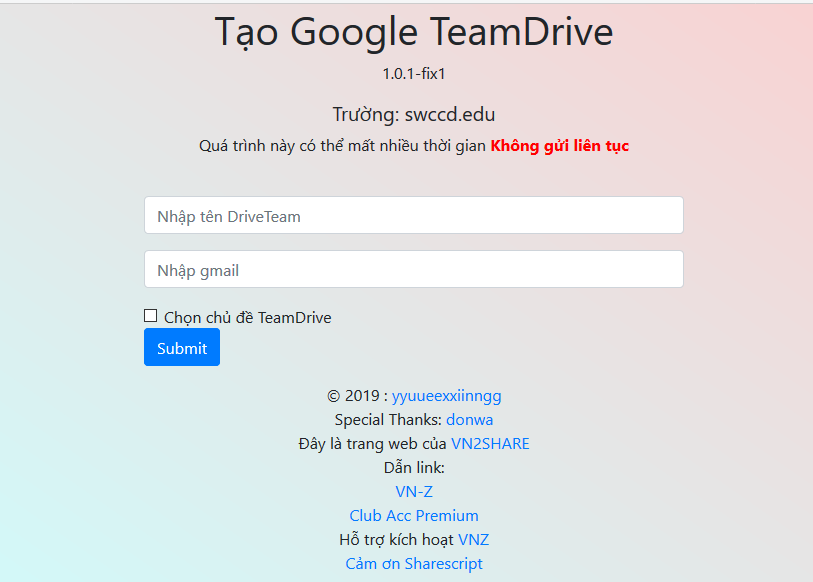 Tạo Google TeamDrive
1.0.1-fix1
Trường: swccd.edu
Quá trình này có thể mất nhiều thời gian Không gửi liên tục
Nhập tên DriveTeam
Nhập gmail
Chọn chủ đề TeamDrive
Submit
© 2019 : yyuueexxiinngg
Special Thanks: donwa
Đây là trang web của VN2SHARE
Dẫn link:
VN-Z
Club Acc Premium
Hỗ trợ kích hoạt VNZ
Cảm ơn Sharescript